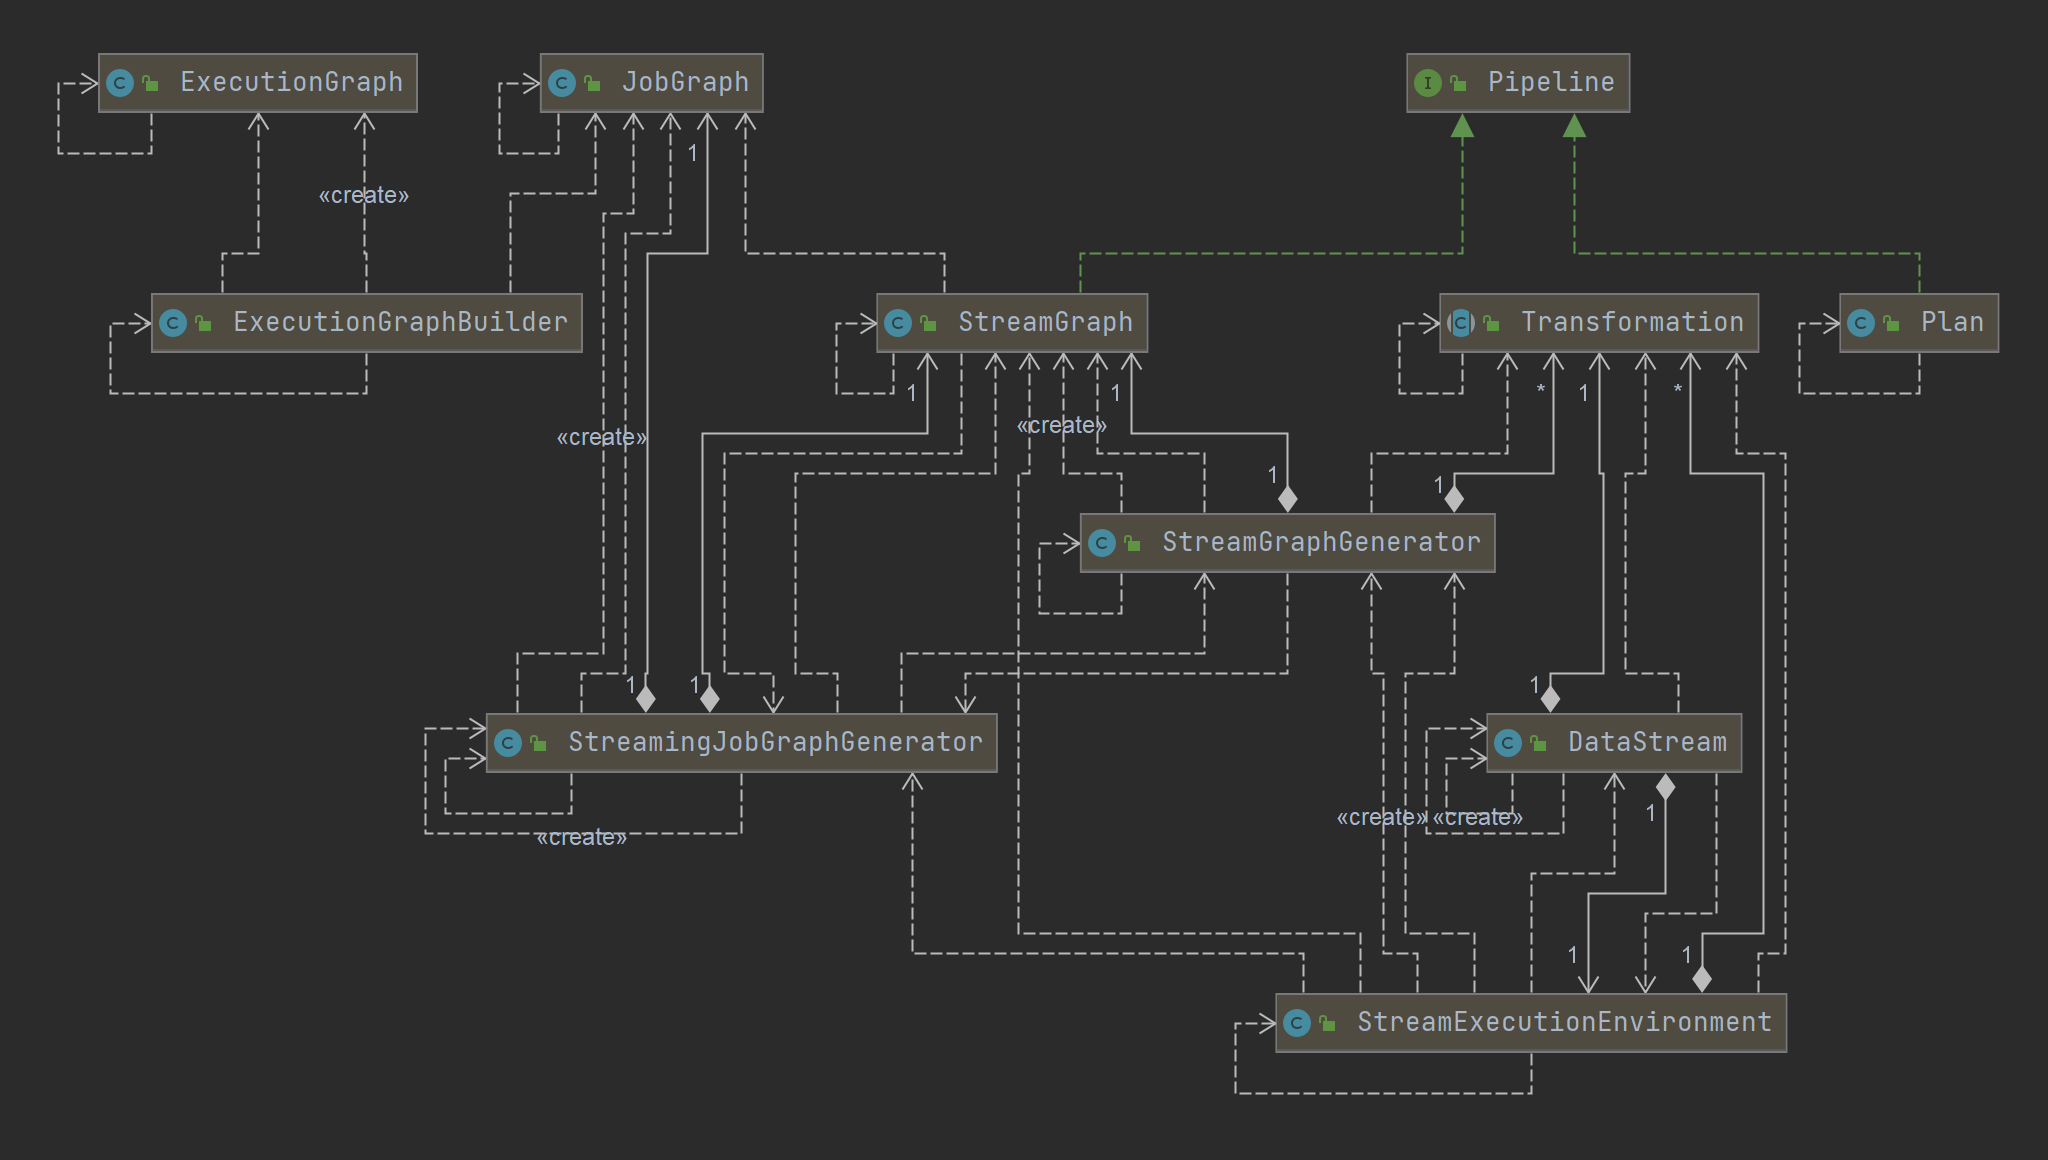 C ExecutionGraph
C JobGraph
I Pipeline
1
«create»
C ExecutionGraphBuilder
C StreamGraph
C Transformation
C Plan
1
1
*
1
*
«create»
«create»
1
1
C StreamGraphGenerator
1
1
1
C StreamingJobGraphGenerator
C DataStream
«create»
«create»
1
«create»
1
1
C StreamExecutionEnvironment